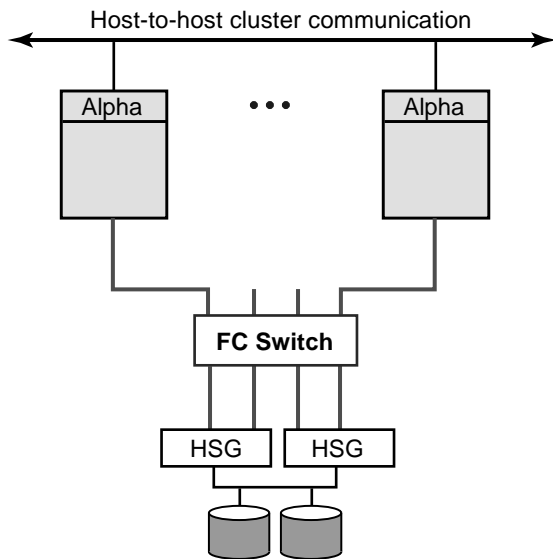 Host-to-host cluster communication
Alpha
Alpha
FC Switch
HSG
HSG